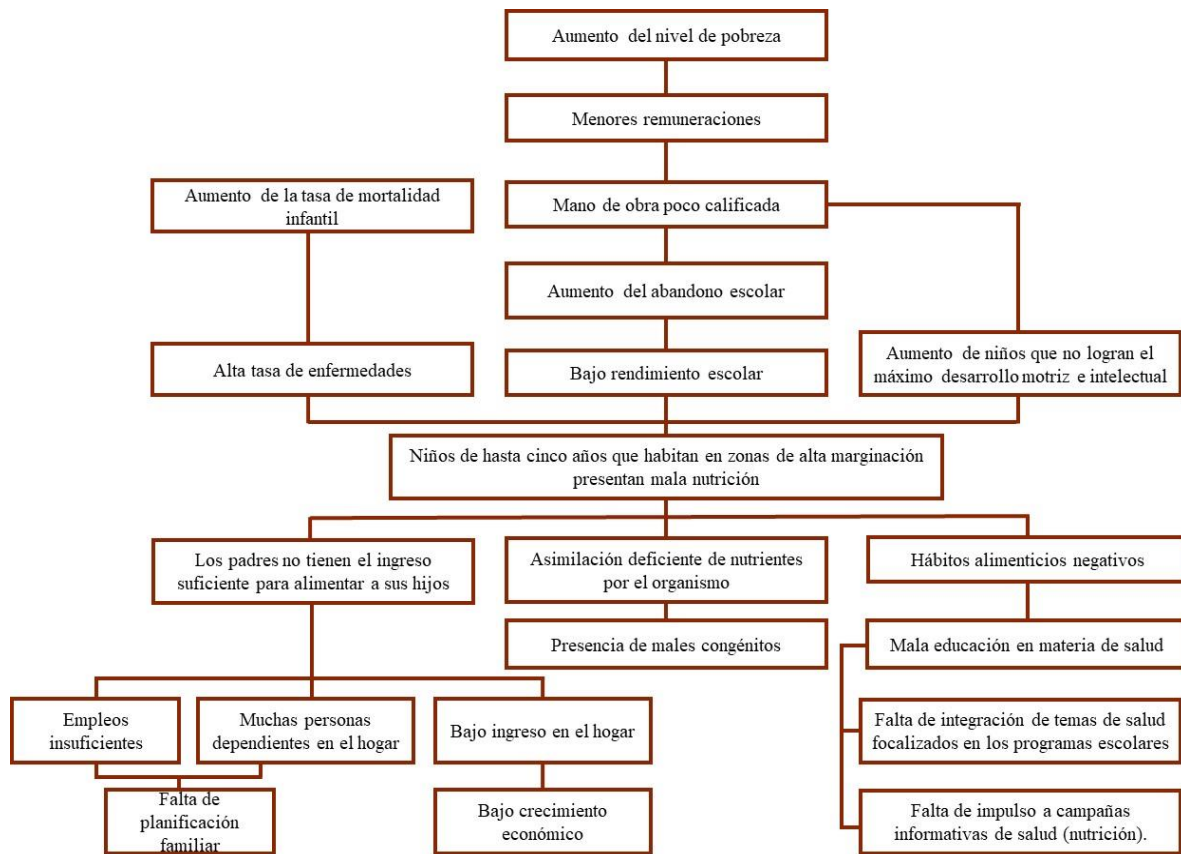 Aumento del nivel de pobreza
Menores remuneraciones
Aumento de la tasa de mortalidad
infantil
Mano de obra poco calificada
Aumento del abandono escolar
Alta tasa de enfermedades
Bajo rendimiento escolar
Aumento de niños que no logran el
máximo desarrollo motriz e intelectual
Niños de hasta cinco años que habitan en zonas de alta marginación
presentan mala nutrición
Los padres no tienen el ingreso
suficiente para alimentar a sus hijos
Asimilación deficiente de nutrientes
por el organismo
Hábitos alimenticios negativos
Presencia de males congénitos
Mala educación en materia de salud
Empleos
insuficientes
Muchas personas
dependientes en el hogar
Bajo ingreso en el hogar
Falta de integración de temas de salud
focalizados en los programas escolares
Falta de
planificación
familiar
Bajo crecimiento
económico
Falta de impulso a campañas
informativas de salud (nutrición).